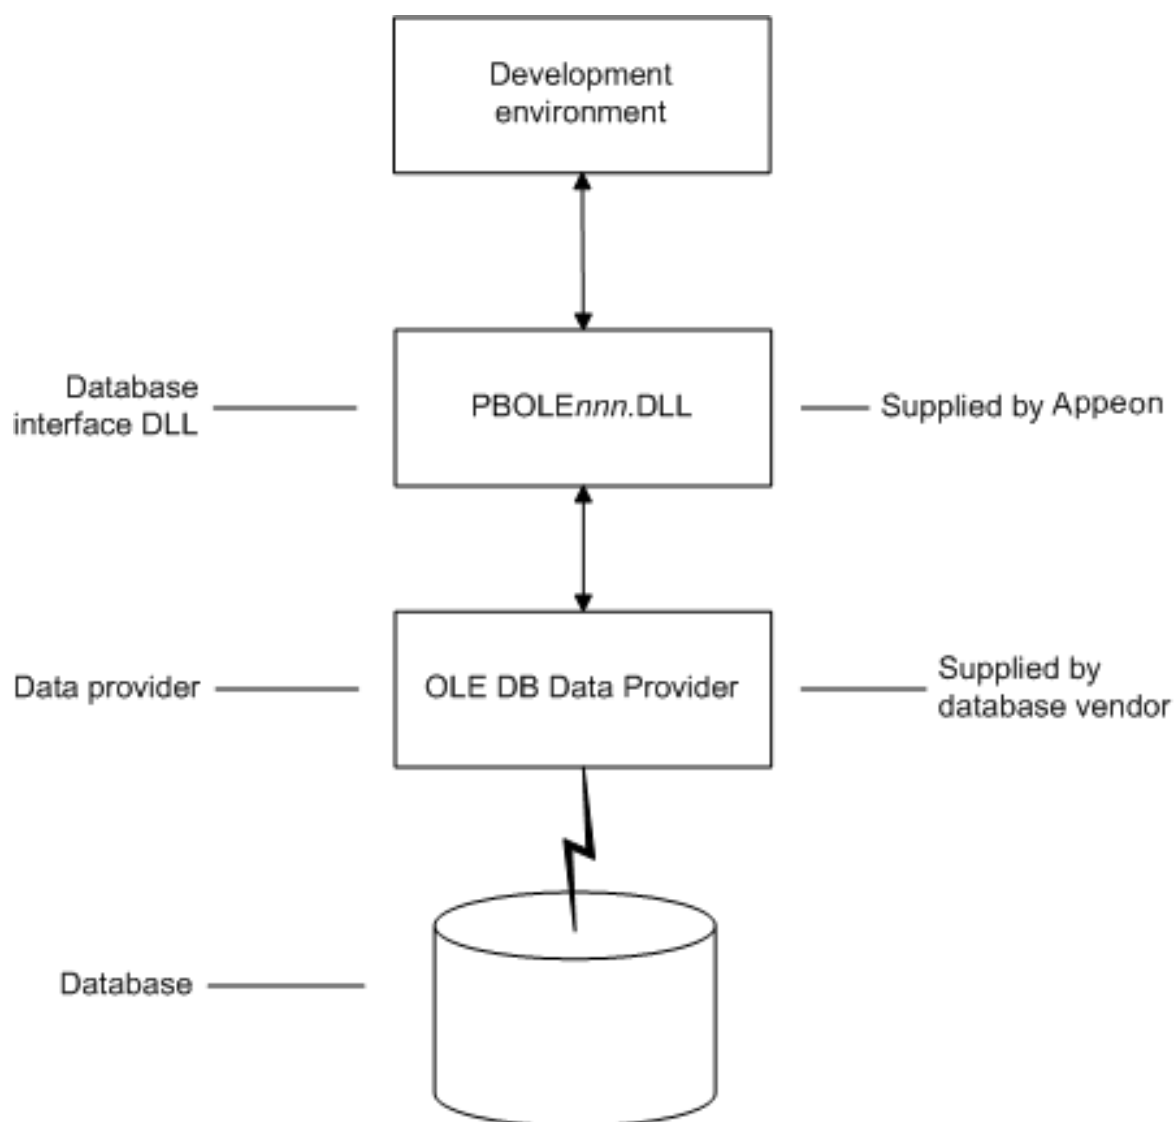 Development
environment
Database
interface DLL
PBOLEnnn.DLL
Supplied by Appeon
Data provider
OLE DB Data Provider
Supplied by
database vendor
Database